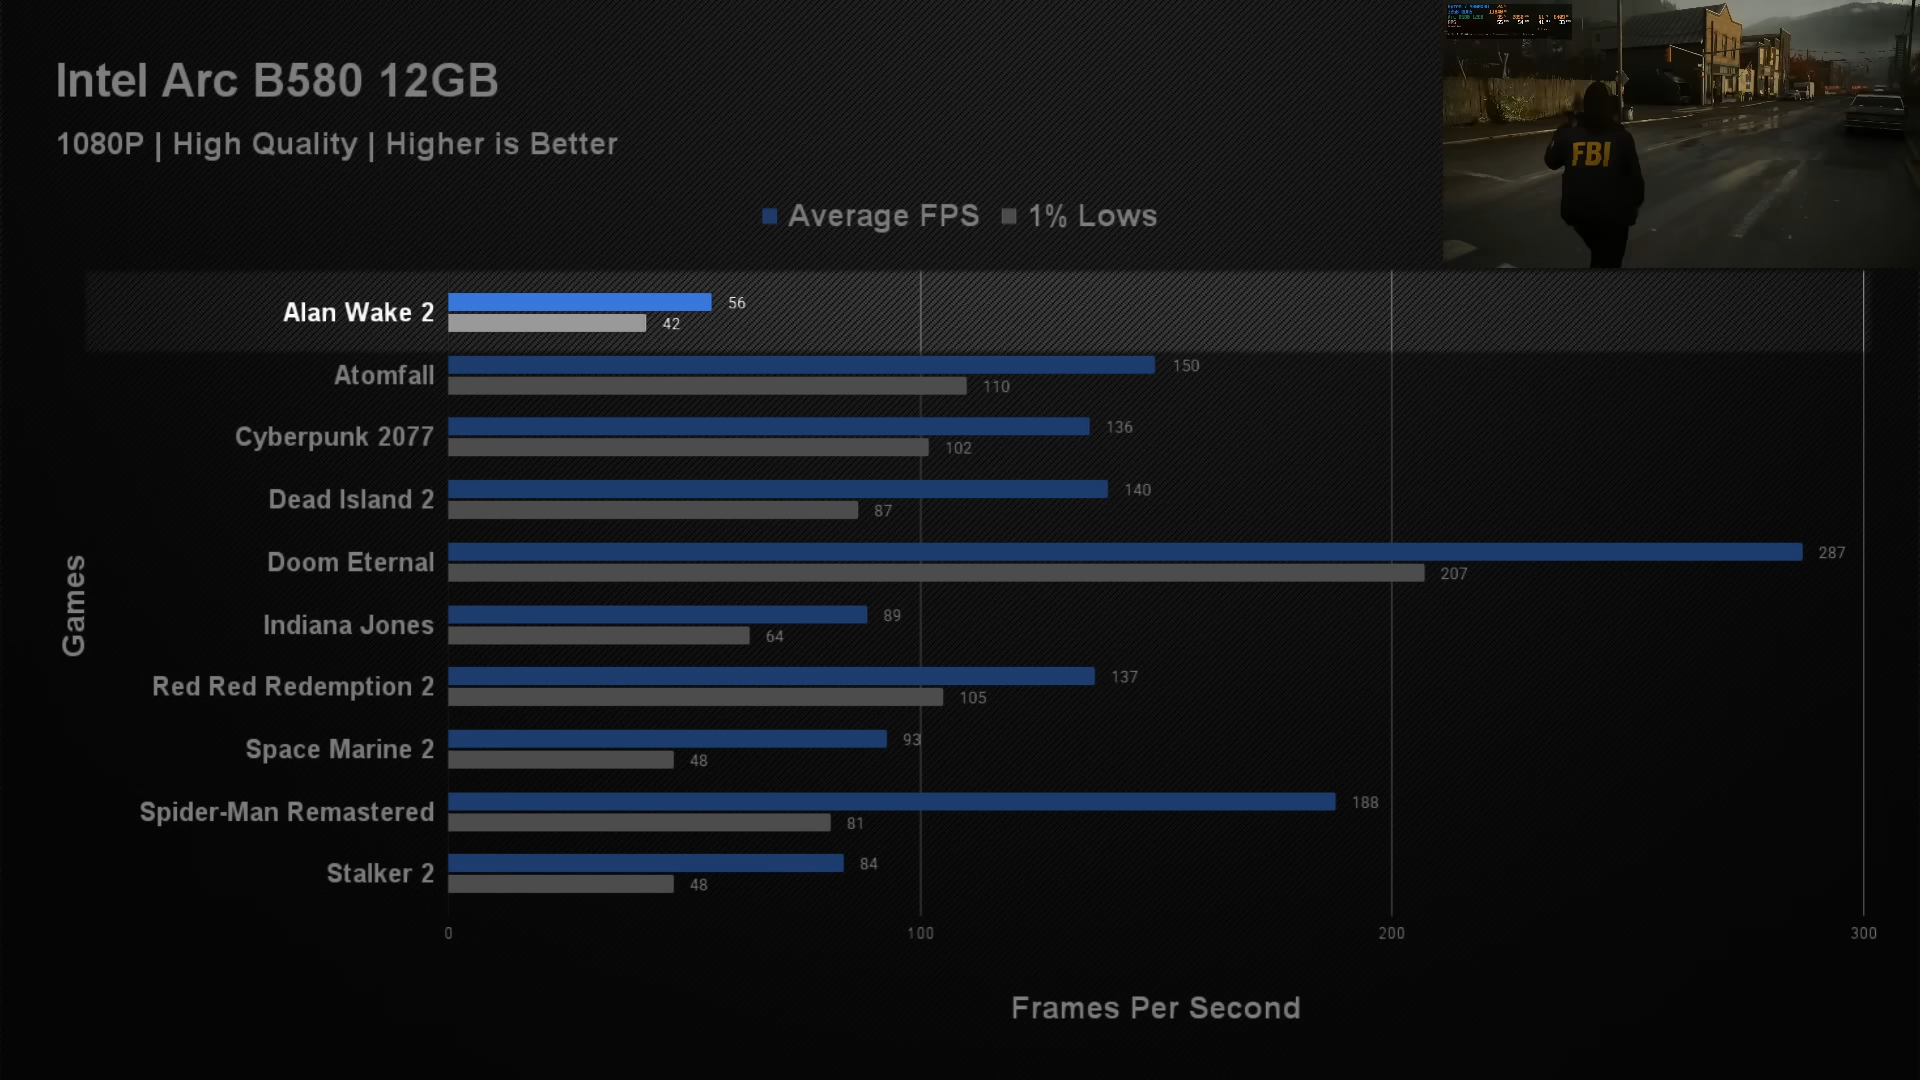 Intel Arc B580 12GB
1080P | High Quality | Higher is Better
Average FPS 1% Lows
FBI
Alan Wake 2
56
42
Atomfall
150
110
Cyberpunk 2077
136
102
Dead Island 2
140
87
Doom Eternal
287
207
Indiana Jones
89
64
Red Red Redemption 2
137
105
Space Marine 2
93
48
Spider-Man Remastered
188
81
Stalker 2
84
48
Games
0 100 200 300
Frames Per Second